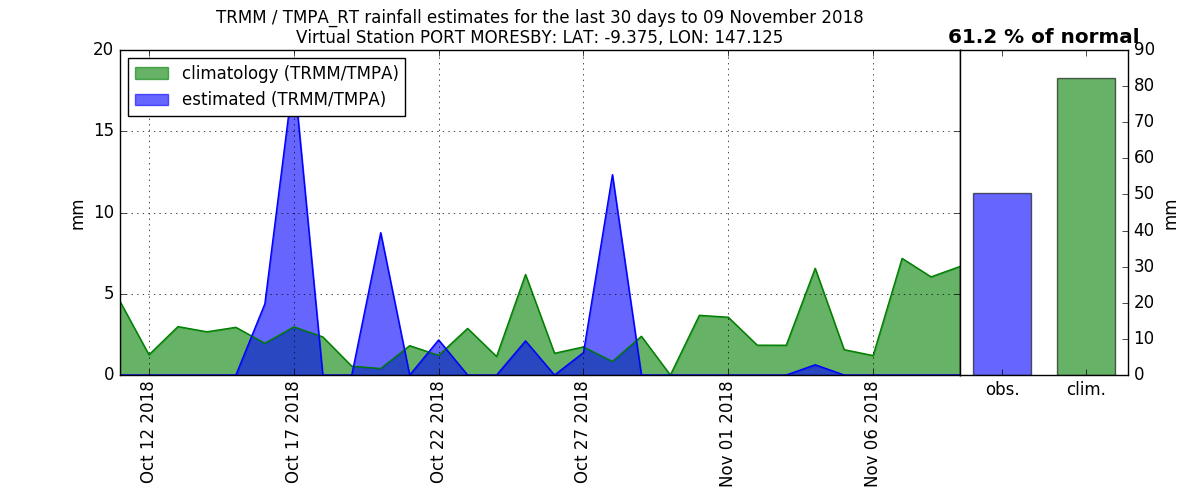 TRMM / TMPA_RT rainfall estimates for the last 30 days to 09 November 2018
Virtual Station PORT MORESBY: LAT: -9.375, LON: 147.125
61.2 % of normal
climatology (TRMM/TMPA)
estimated (TRMM/TMPA)
20
15
10
5
0
mm
Oct 12 2018
Oct 17 2018
Oct 22 2018
Oct 27 2018
Nov 01 2018
Nov 06 2018
90
80
70
60
50
40
30
20
10
0
mm
obs.
clim.